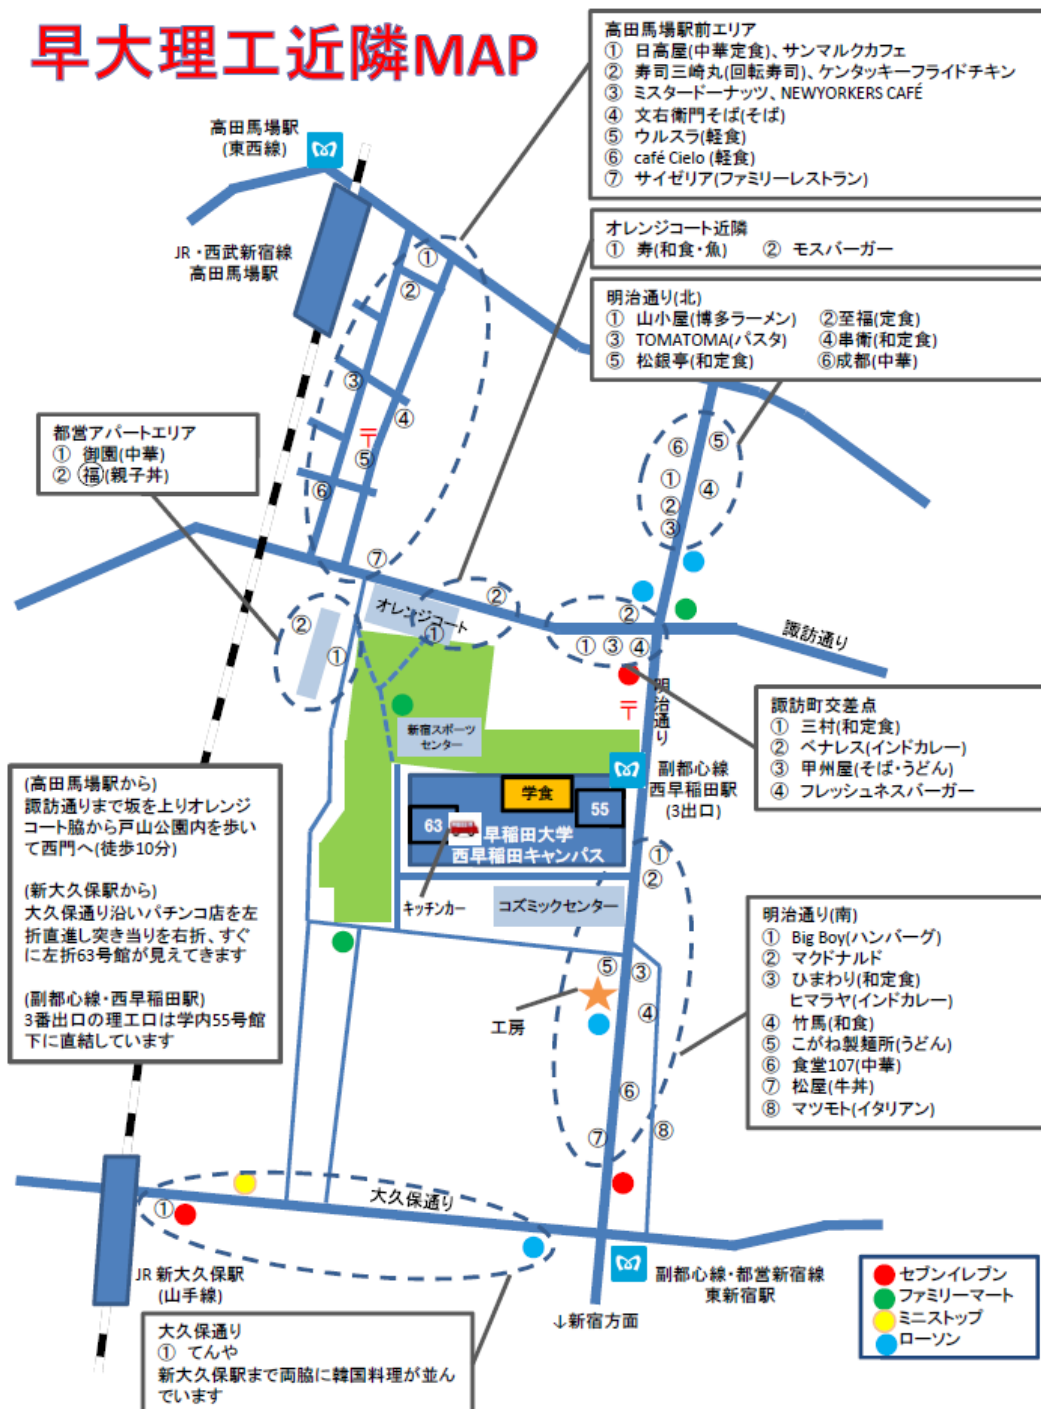 早大理工近隣MAP
高田馬場駅前エリア
① 日高屋(中華定食)、サンマルクカフェ
② 寿司三崎丸(回転寿司)、ケンタッキーフライドチキン
③ ミスタードーナッツ、NEWYORKERS CAFÉ
④ 文右衛門そば(そば)
⑤ ウルスラ(軽食)
⑥ café Cielo (軽食)
⑦ サイゼリア(ファミリーレストラン)
高田馬場駅
(東西線)
JR・西武新宿線
高田馬場駅
オレンジコート近隣
① 寿(和食・魚) ② モスバーガー
明治通り(北)
① 山小屋(博多ラーメン) ②至福(定食)
③ TOMATOMA(パスタ) ④串衛(和定食)
⑤ 松銀亭(和定食) ⑥成都(中華)
①
②
③
④
〒
⑤
⑥
⑦
都営アパートエリア
① 御園(中華)
② ㊒福(親子丼)
⑥ ⑤
①
④
②
③
②
①
オレンジコート
①
②
②
① ③ ④
諏訪通り
〒
明治通り
諏訪町交差点
① 三村(和定食)
② ベナレス(インドカレー)
③ 甲州屋(そば・うどん)
④ フレッシュネスバーガー
新宿スポーツ
センター
副都心線
西早稲田駅
(3出口)
学食
63
55
早稲田大学
西早稲田キャンパス
キッチンカー
コズミックセンター
(高田馬場駅から)
諏訪通りまで坂を上りオレンジ
コート脇から戸山公園内を歩い
て西門へ(徒歩10分)
(新大久保駅から)
大久保通り沿いパチンコ店を左
折直進し突き当りを右折、すぐ
に左折63号館が見えてきます
(副都心線・西早稲田駅)
3番出口の理工口は学内55号館
下に直結しています
①
②
⑤ ③
④
工房
⑥
⑦
⑧
明治通り(南)
① Big Boy(ハンバーグ)
② マクドナルド
③ ひまわり(和定食)
ヒマラヤ(インドカレー)
④ 竹馬(和食)
⑤ こがね製麺所(うどん)
⑥ 食堂107(中華)
⑦ 松屋(牛丼)
⑧ マツモト(イタリアン)
①
大久保通り
JR 新大久保駅
(山手線)
副都心線・都営新宿線
東新宿駅
↓新宿方面
大久保通り
① てんや
新大久保駅まで両脇に韓国料理が並ん
でいます
セブンイレブン
ファミリーマート
ミニストップ
ローソン